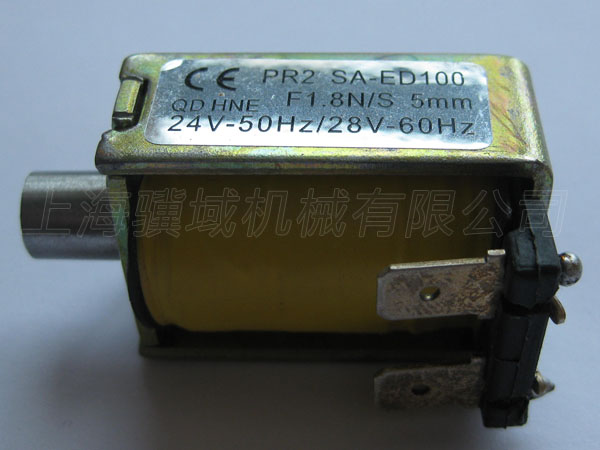 CE PR2 SA-ED100
QD HNE F1.8N/S 5mm
24V-50Hz/28V-60Hz
上海骥域机械有限公司